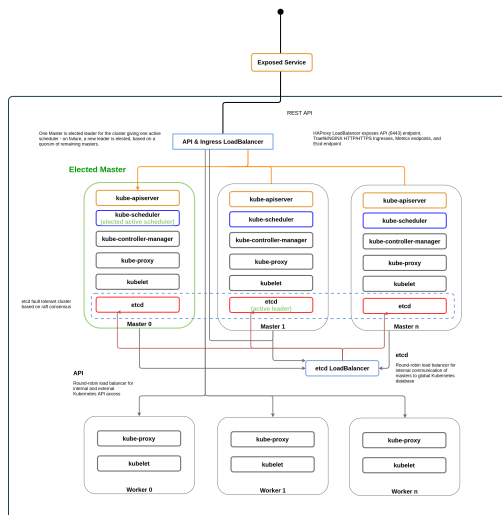 Exposed Service
REST API
One Master is elected leader for the cluster giving one active
scheduler - on failure, a new leader is elected, based on a
quorum of remaining masters.
API & Ingress LoadBalancer
HAProxy LoadBalancer exposes API (6443) endpoint,
Traefik/NGINX HTTP/HTTPS Ingresses, Metrics endpoints, and
Etcd endpoint
Elected Master
kube-apiserver
kube-scheduler
(elected active scheduler)
kube-controller-manager
kube-proxy
kubelet
etcd
Master 0
kube-apiserver
kube-scheduler
kube-controller-manager
kube-proxy
kubelet
etcd
(active leader)
Master 1
kube-apiserver
kube-scheduler
kube-controller-manager
kube-proxy
kubelet
etcd
Master n
etcd fault tolerant cluster
based on raft consensus
etcd LoadBalancer
etcd
Round-robin load balancer for
internal communication of
masters to global Kubernetes
database
API
Round-robin load balancer for
internal and external
Kubernetes API access
kube-proxy
kubelet
Worker 0
kube-proxy
kubelet
Worker 1
kube-proxy
kubelet
Worker n